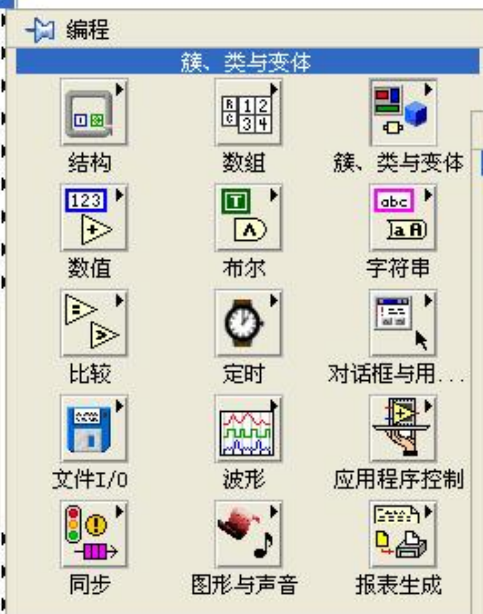 编程
簇、类与变体
结构 数组 簇、类与变体
123 abc
数值 布尔 字符串
比较 定时 对话框与用...
文件I/O 波形 应用程序控制
同步 图形与声音 报表生成